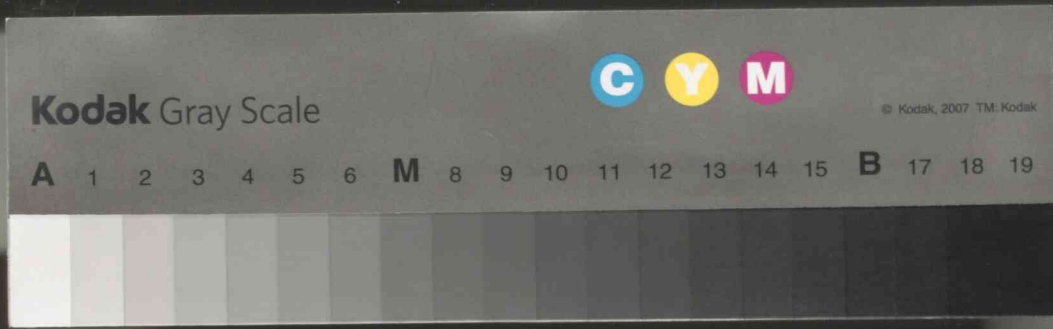 C Y M
Kodak Gray Scale
© Kodak, 2007 TM: Kodak
A 1 2 3 4 5 6 M 8 9 10 11 12 13 14 15 B 17 18 19